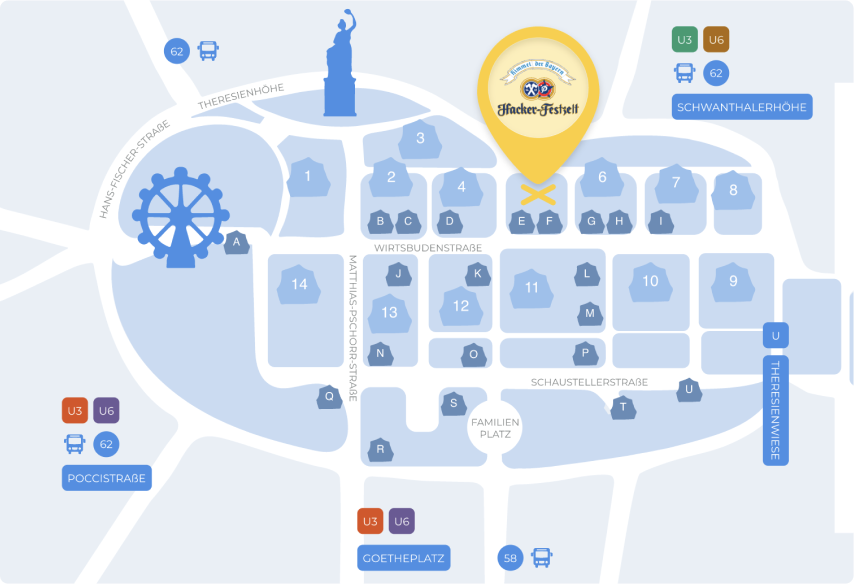 62
THERESIENHÖHE
HANS-FISCHER-STRAẞE
Himmel der Bayern
Hacker-Festzelt
U3 U6
62
SCHWANTHALERHÖHE
1
2
3
4
6
7
8
B C D E F G H I
A
WIRTSBUDENSTRAẞE
MATTHIAS-PSCHORR-STRAẞE
14
J K L
13 12 11 10 9
M
N O P
U
THERESIENWIESE
SCHAUSTELLERSTRAẞE
Q S T U
FAMILIEN
PLATZ
R
U3 U6
62
POCCISTRAẞE
U3 U6
GOETHEPLATZ
58